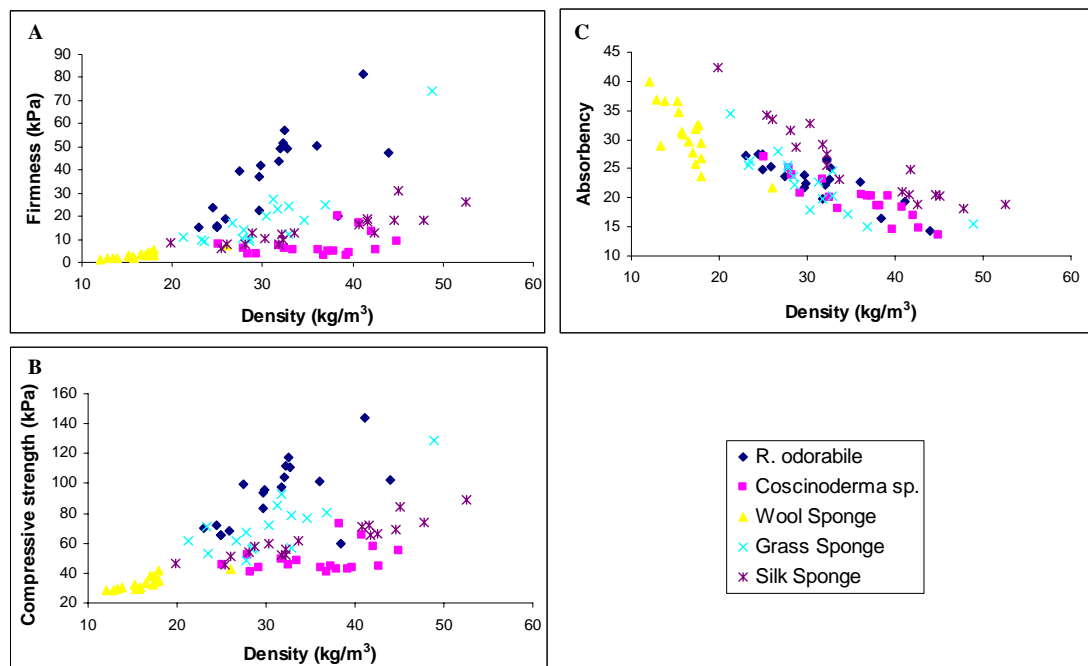 A
Firmness (kPa)
90
80
70
60
50
40
30
20
10
0
10 20 30 40 50 60
Density (kg/m³)
C
Absorbency
45
40
35
30
25
20
15
10
10 20 30 40 50 60
Density (kg/m³)
B
Compressive strength (kPa)
160
140
120
100
80
60
40
20
10 20 30 40 50 60
Density (kg/m³)
R. odorabile
Coscinoderma sp.
Wool Sponge
Grass Sponge
Silk Sponge